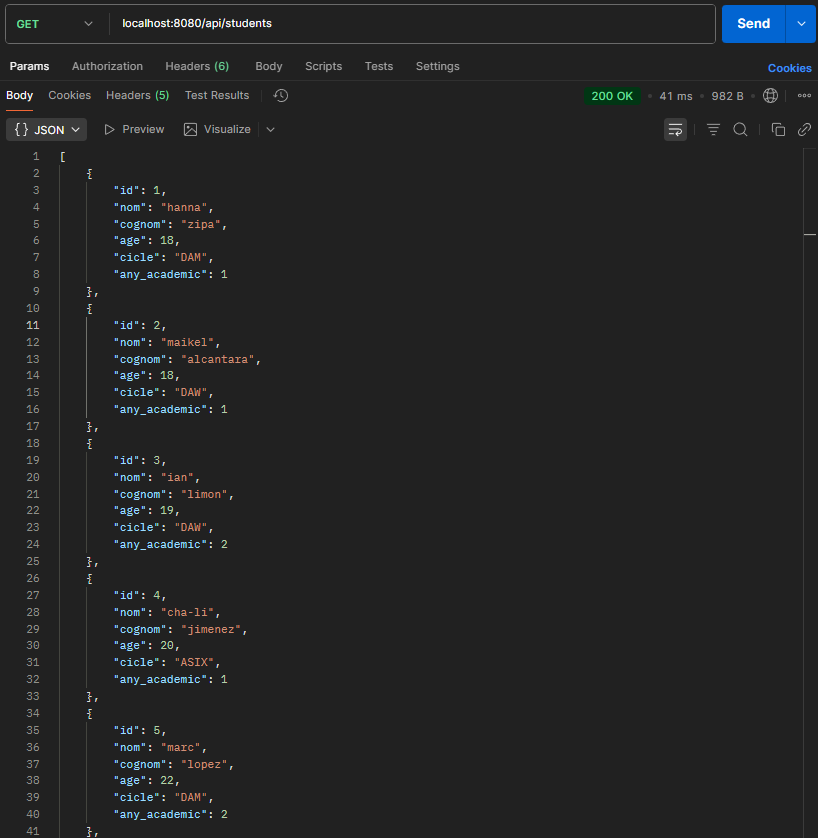 GET localhost:8080/api/students Send
Params Authorization Headers (6) Body Scripts Tests Settings Cookies
Body Cookies Headers (5) Test Results 200 OK • 41 ms • 982 B •
{} JSON Preview Visualize
1 [
2 {
3 "id": 1,
4 "nom": "hanna",
5 "cognom": "zipa",
6 "age": 18,
7 "cicle": "DAM",
8 "any_academic": 1
9 },
10 {
11 "id": 2,
12 "nom": "maikel",
13 "cognom": "alcantara",
14 "age": 18,
15 "cicle": "DAW",
16 "any_academic": 1
17 },
18 {
19 "id": 3,
20 "nom": "ian",
21 "cognom": "limon",
22 "age": 19,
23 "cicle": "DAW",
24 "any_academic": 2
25 },
26 {
27 "id": 4,
28 "nom": "cha-li",
29 "cognom": "jimenez",
30 "age": 20,
31 "cicle": "ASIX",
32 "any_academic": 1
33 },
34 {
35 "id": 5,
36 "nom": "marc",
37 "cognom": "lopez",
38 "age": 22,
39 "cicle": "DAM",
40 "any_academic": 2
41 },